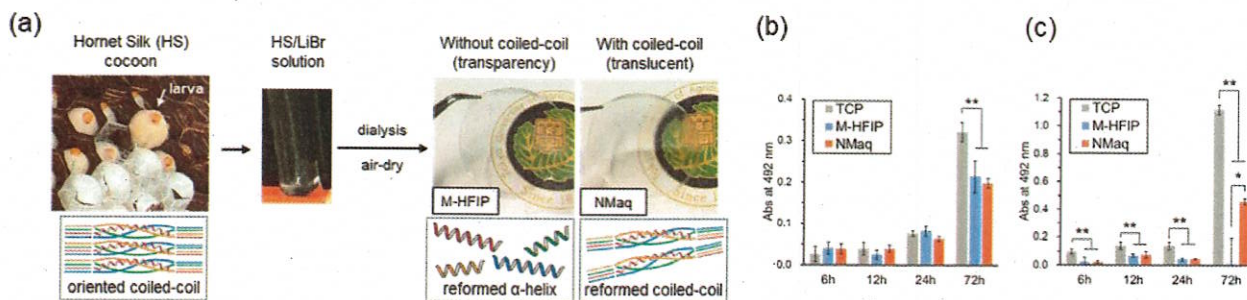 (a)
Hornet Silk (HS)
cocoon
larva
oriented coiled-coil
HS/LiBr
solution
dialysis
air-dry
Without coiled-coil
(transparency)
M-HFIP
reformed α-helix
With coiled-coil
(translucent)
NMaq
reformed coiled-coil
(b)
Abs at 492 nm
0.4
0.3
0.2
0.1
0.0
TCP
M-HFIP
NMaq
**
6h 12h 24h 72h
(c)
Abs at 492 nm
1.2
1.0
0.8
0.6
0.4
0.2
0.0
TCP
M-HFIP
NMaq
** ** ** ** *
6h 12h 24h 72h